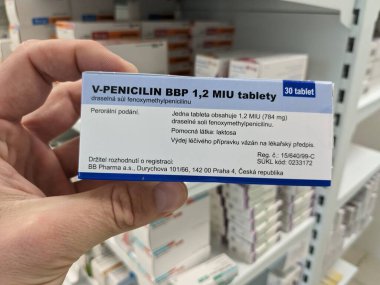 V-PENICILIN BBP 1,2 MIU tablety
30 tablet
draselná sůl fenoxymethylpenicilinu
Perorální podání.
Jedna tableta obsahuje 1,2 MIU (784 mg)
draselné soli fenoxymethylpenicilinu.
Pomocná látka: laktosa
Výdej léčivého přípravku vázán na lékařský předpis.
Reg. č.: 15/640/99-C
SÚKL kód: 0233172
Držitel rozhodnutí o registraci:
BB Pharma a.s., Durychova 101/66, 142 00 Praha 4, Česká republika